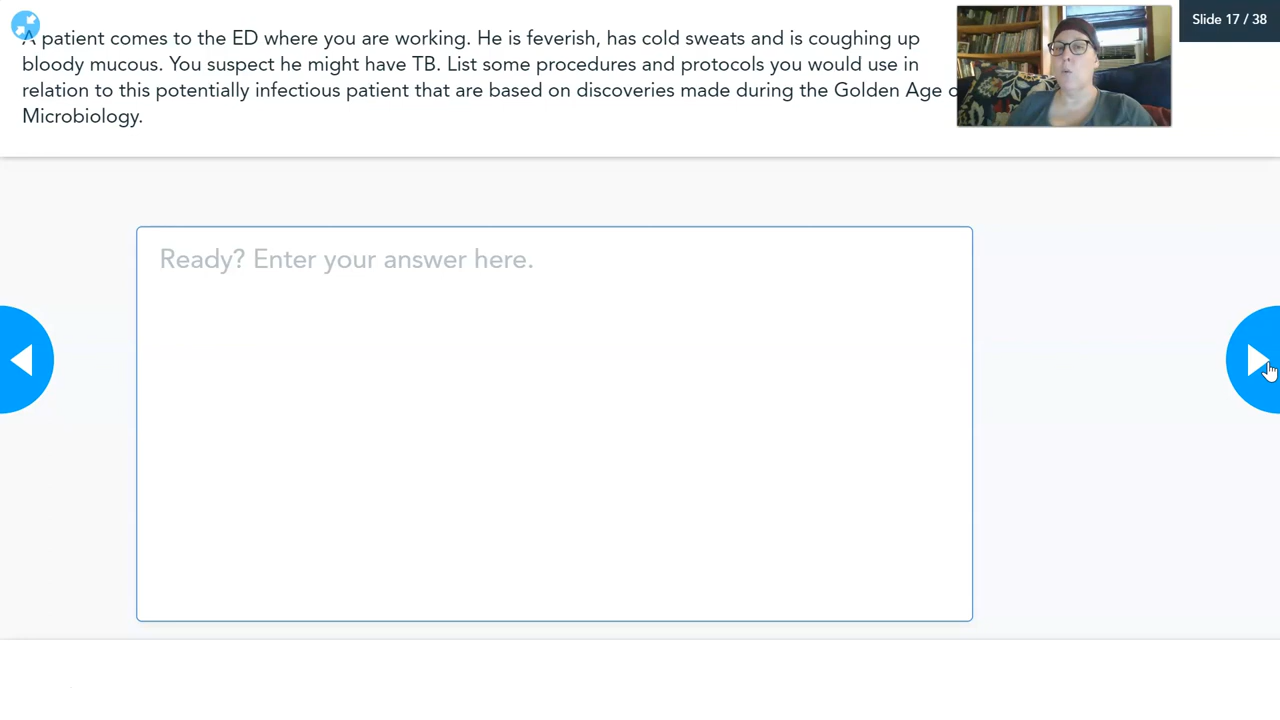 Slide 17 / 38
A patient comes to the ED where you are working. He is feverish, has cold sweats and is coughing up
bloody mucous. You suspect he might have TB. List some procedures and protocols you would use in
relation to this potentially infectious patient that are based on discoveries made during the Golden Age
Microbiology.
Ready? Enter your answer here.